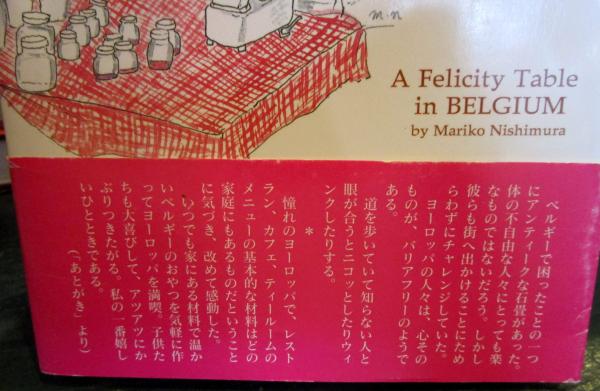 m.n
A Felicity Table
in BELGIUM
by Mariko Nishimura
ベルギーで困ったことの一つ
にアンティークな石畳があった。
体の不自由な人々にとっても楽
なものではないだろう。しかし
彼らも街へ出かけることにため
らわずにチャレンジしていた。
ヨーロッパの人々は、心その
ものが、バリアフリーのようで
ある。
道を歩いていて知らない人と
眼が合うとニコッとしたりウィ
ンクしたりする。
*
憧れのヨーロッパで、レスト
ラン、カフェ、ティールームの
メニューの基本的な材料はどの
家庭にもあるものだということ
に気づき、改めて感動した。
いつでも家にある材料で温か
いベルギーのおやつを気軽に作
ってヨーロッパを満喫。子供た
ちも大喜びして、アツアツにか
ぶりつきたがる。私の一番嬉し
いひとときである。
(「あとがき」より)